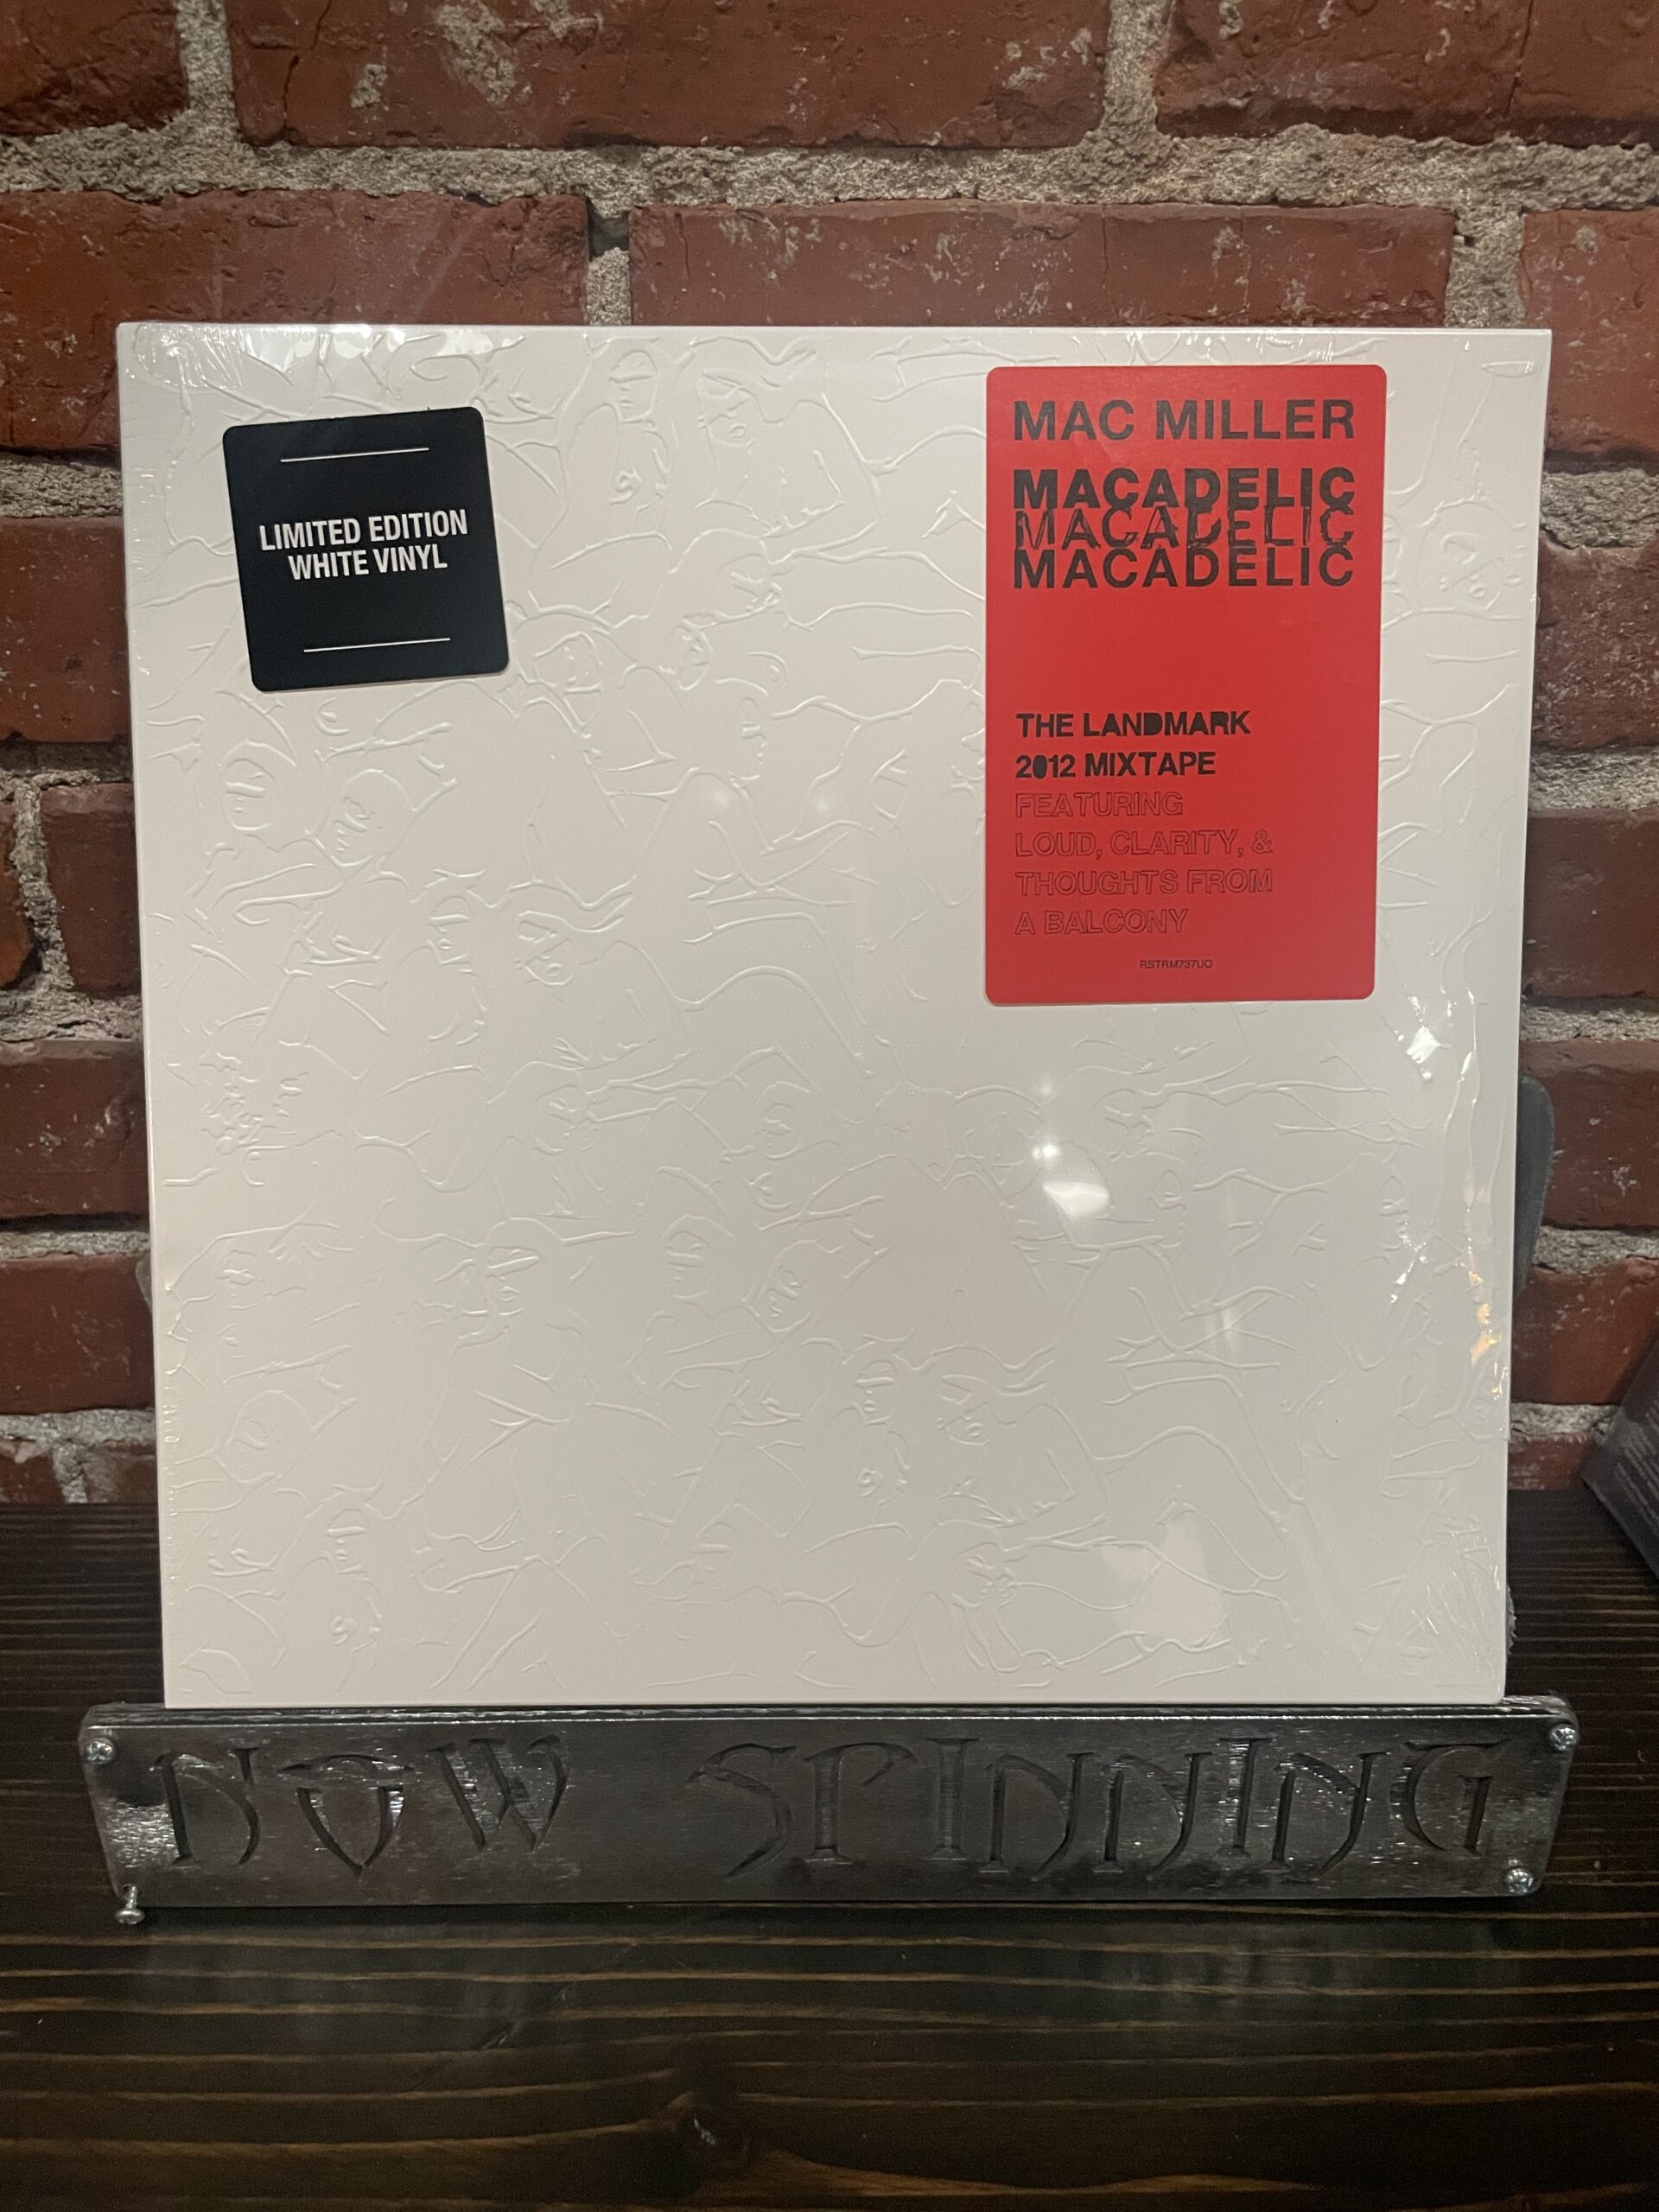 LIMITED EDITION
WHITE VINYL
MAC MILLER
MACADELIC
MACADELIC
MACADELIC
THE LANDMARK
2012 MIXTAPE
FEATURING
LOUD, CLARITY, &
THOUGHTS FROM
A BALCONY
RSTRM737UO
NOW SPINNING